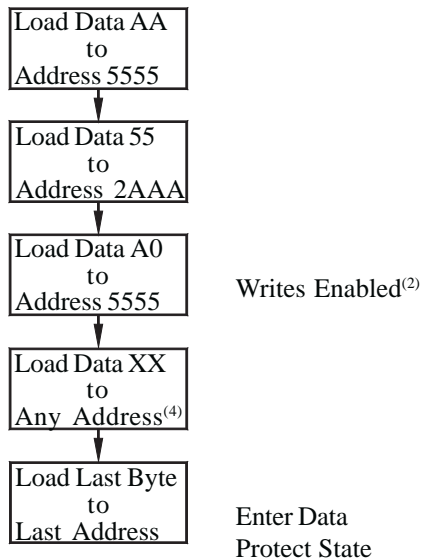 Load Data AA
to
Address 5555
Load Data 55
to
Address 2AAA
Load Data A0
to
Address 5555
Writes Enabled(2)
Load Data XX
to
Any Address(4)
Load Last Byte
to
Last Address
Enter Data
Protect State